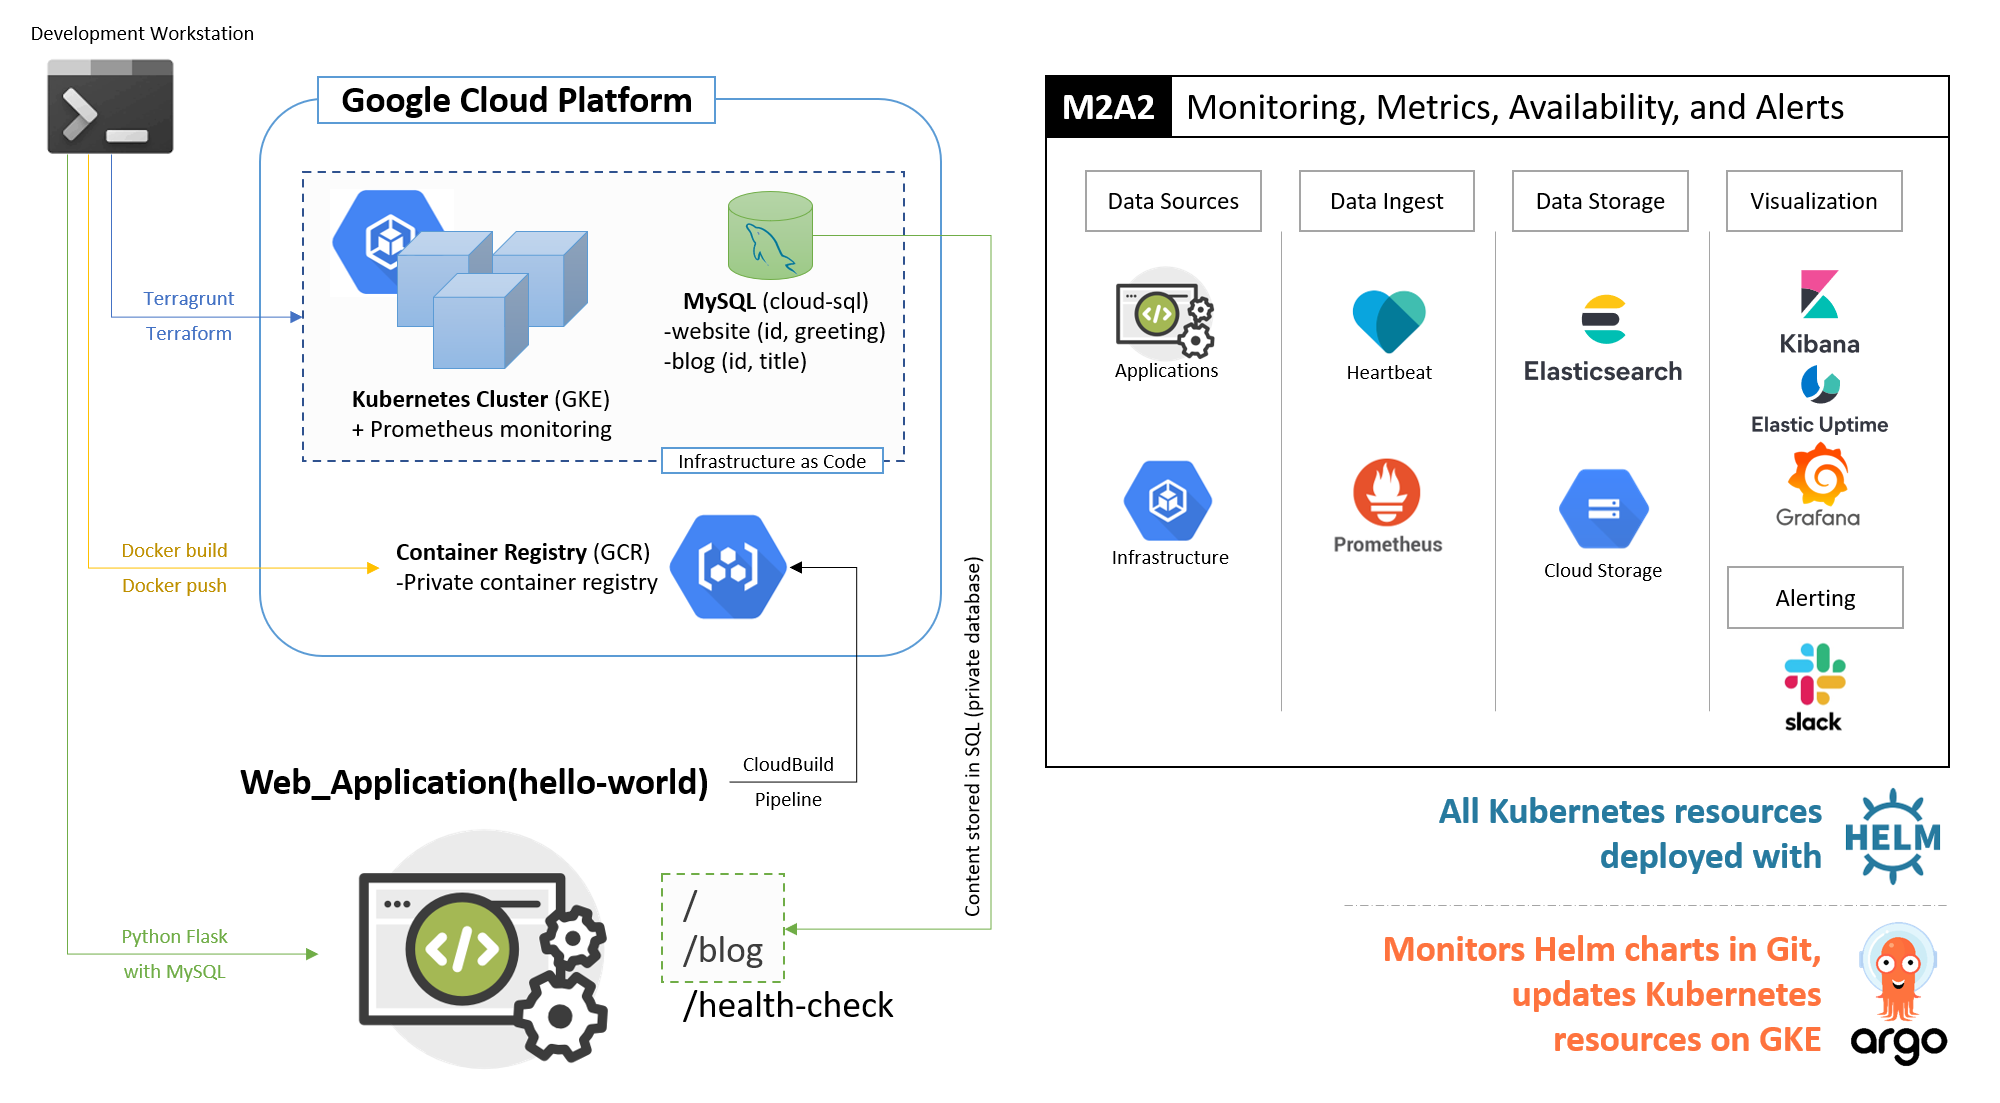 Development Workstation
Google Cloud Platform
Terragrunt
Terraform
MySQL (cloud-sql)
-website (id, greeting)
-blog (id, title)
Kubernetes Cluster (GKE)
+ Prometheus monitoring
Infrastructure as Code
Docker build
Docker push
Container Registry (GCR)
-Private container registry
Content stored in SQL (private database)
Web_Application(hello-world)
CloudBuild
Pipeline
Python Flask
with MySQL
</>
/
/blog
/health-check
M2A2 Monitoring, Metrics, Availability, and Alerts
Data Sources
Applications
</>
Infrastructure
Data Ingest
Heartbeat
Prometheus
Data Storage
Elasticsearch
Cloud Storage
Visualization
Kibana
Elastic Uptime
Grafana
Alerting
slack
All Kubernetes resources
deployed with
HELM
Monitors Helm charts in Git,
updates Kubernetes
resources on GKE
argo